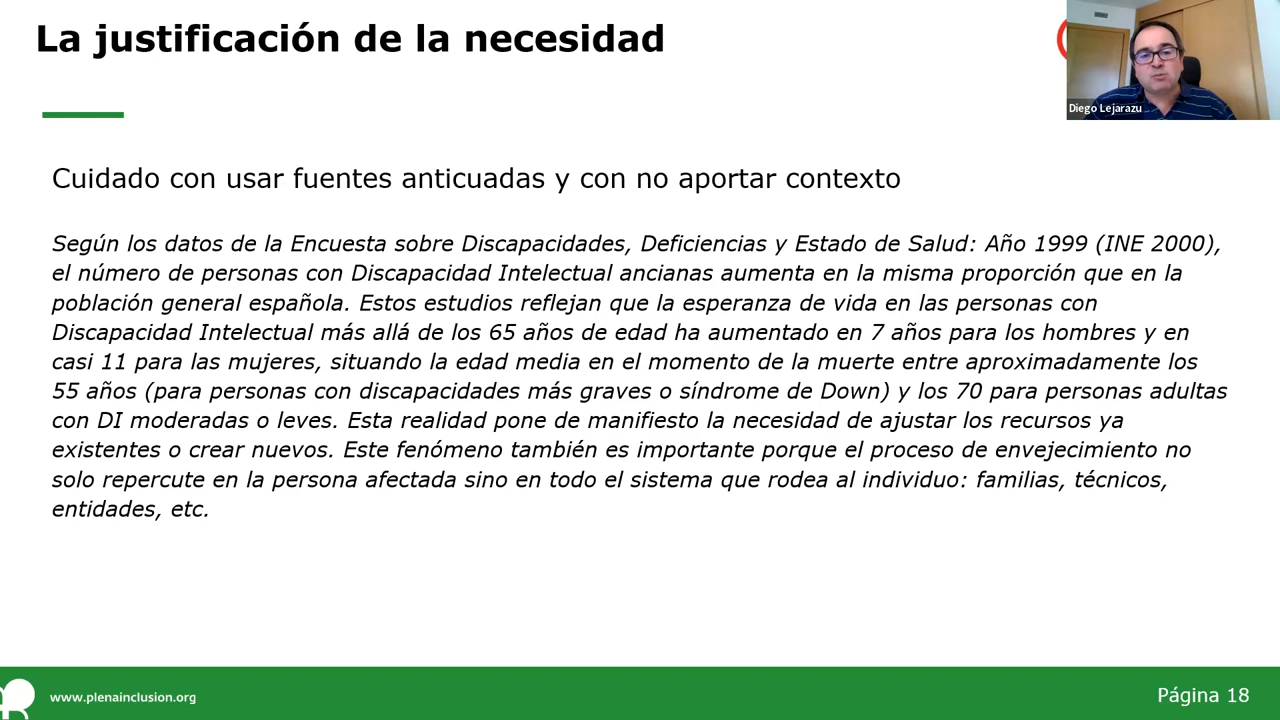 La justificación de la necesidad
Diego Lejarazu
Cuidado con usar fuentes anticuadas y con no aportar contexto
Según los datos de la Encuesta sobre Discapacidades, Deficiencias y Estado de Salud: Año 1999 (INE 2000),
el número de personas con Discapacidad Intelectual ancianas aumenta en la misma proporción que en la
población general española. Estos estudios reflejan que la esperanza de vida en las personas con
Discapacidad Intelectual más allá de los 65 años de edad ha aumentado en 7 años para los hombres y en
casi 11 para las mujeres, situando la edad media en el momento de la muerte entre aproximadamente los
55 años (para personas con discapacidades más graves o síndrome de Down) y los 70 para personas adultas
con DI moderadas o leves. Esta realidad pone de manifiesto la necesidad de ajustar los recursos ya
existentes o crear nuevos. Este fenómeno también es importante porque el proceso de envejecimiento no
solo repercute en la persona afectada sino en todo el sistema que rodea al individuo: familias, técnicos,
entidades, etc.
www.plenainclusion.org
Página 18